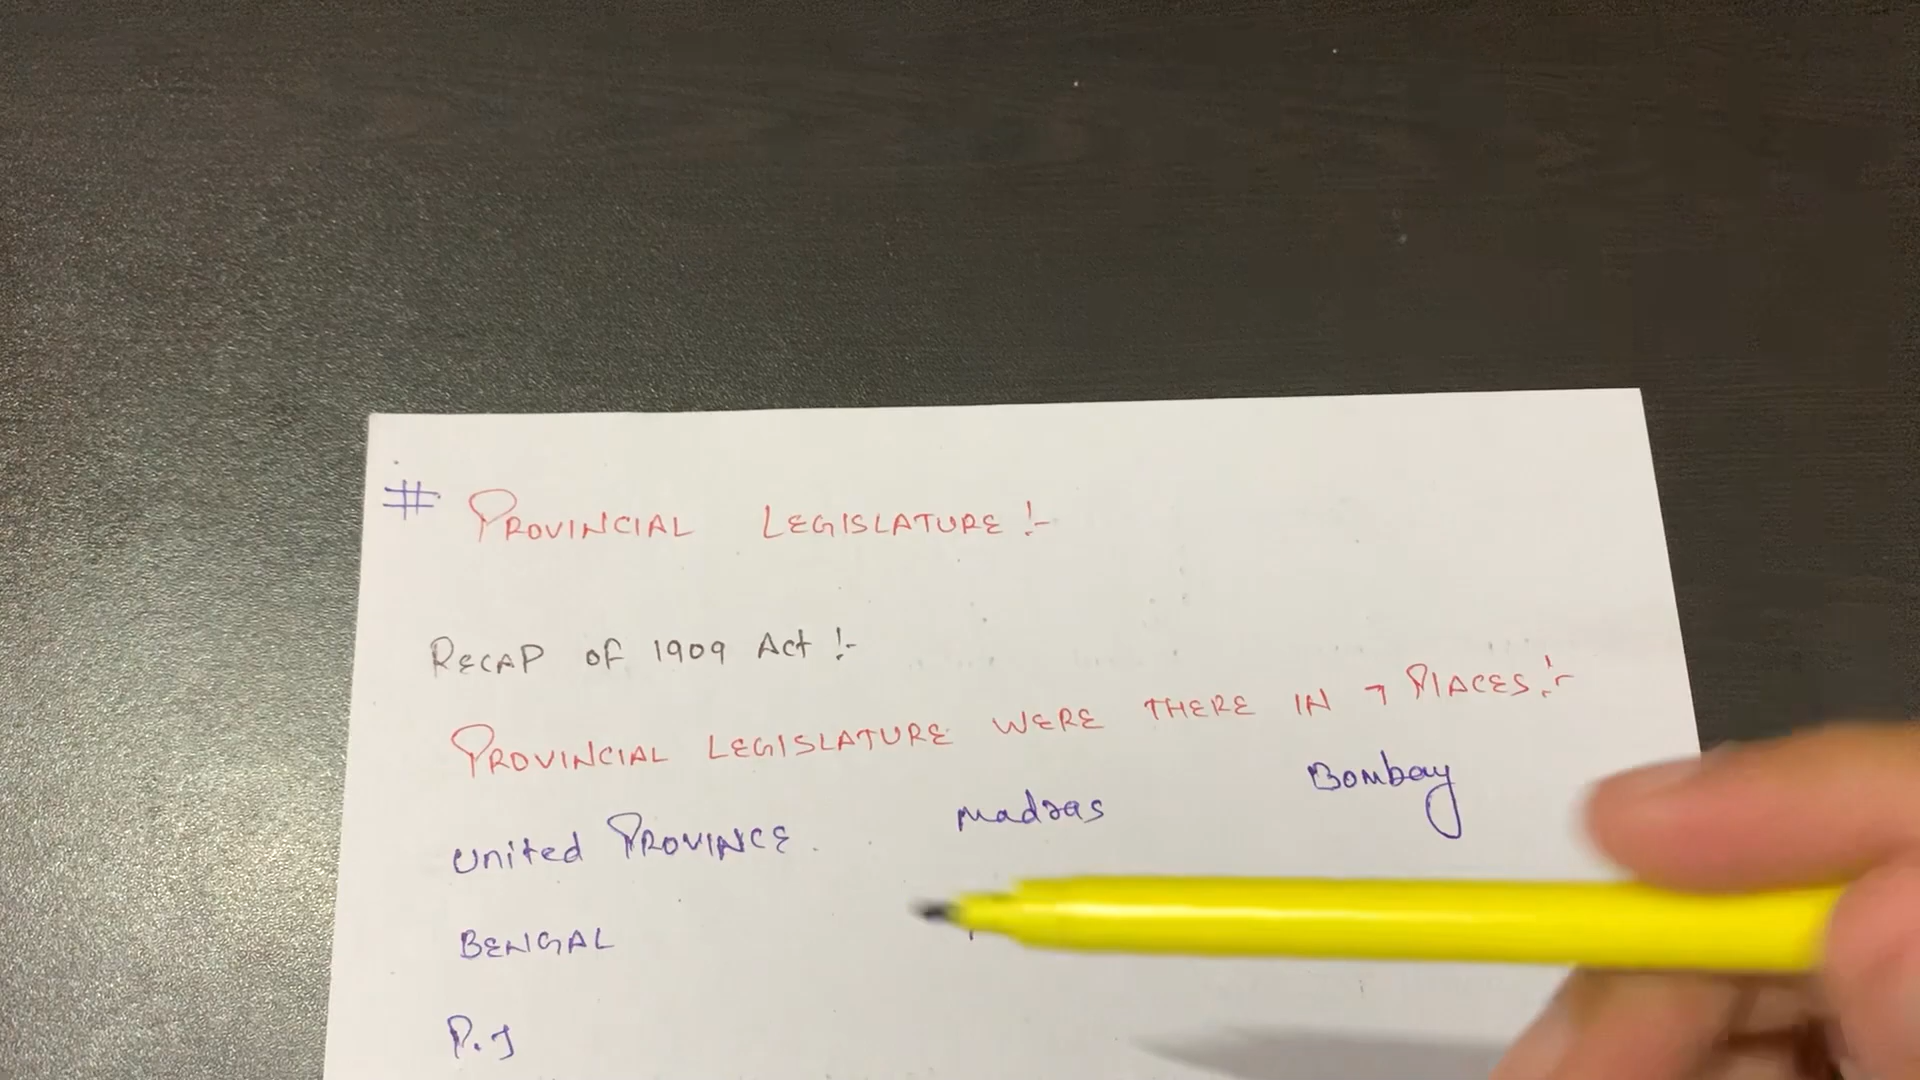 # PROVINCIAL LEGISLATURE :-
RECAP OF 1909 Act :-
PROVINCIAL LEGISLATURE WERE THERE IN 7 PlACES :-
United PROVINCE Madras Bombay
BENGAL